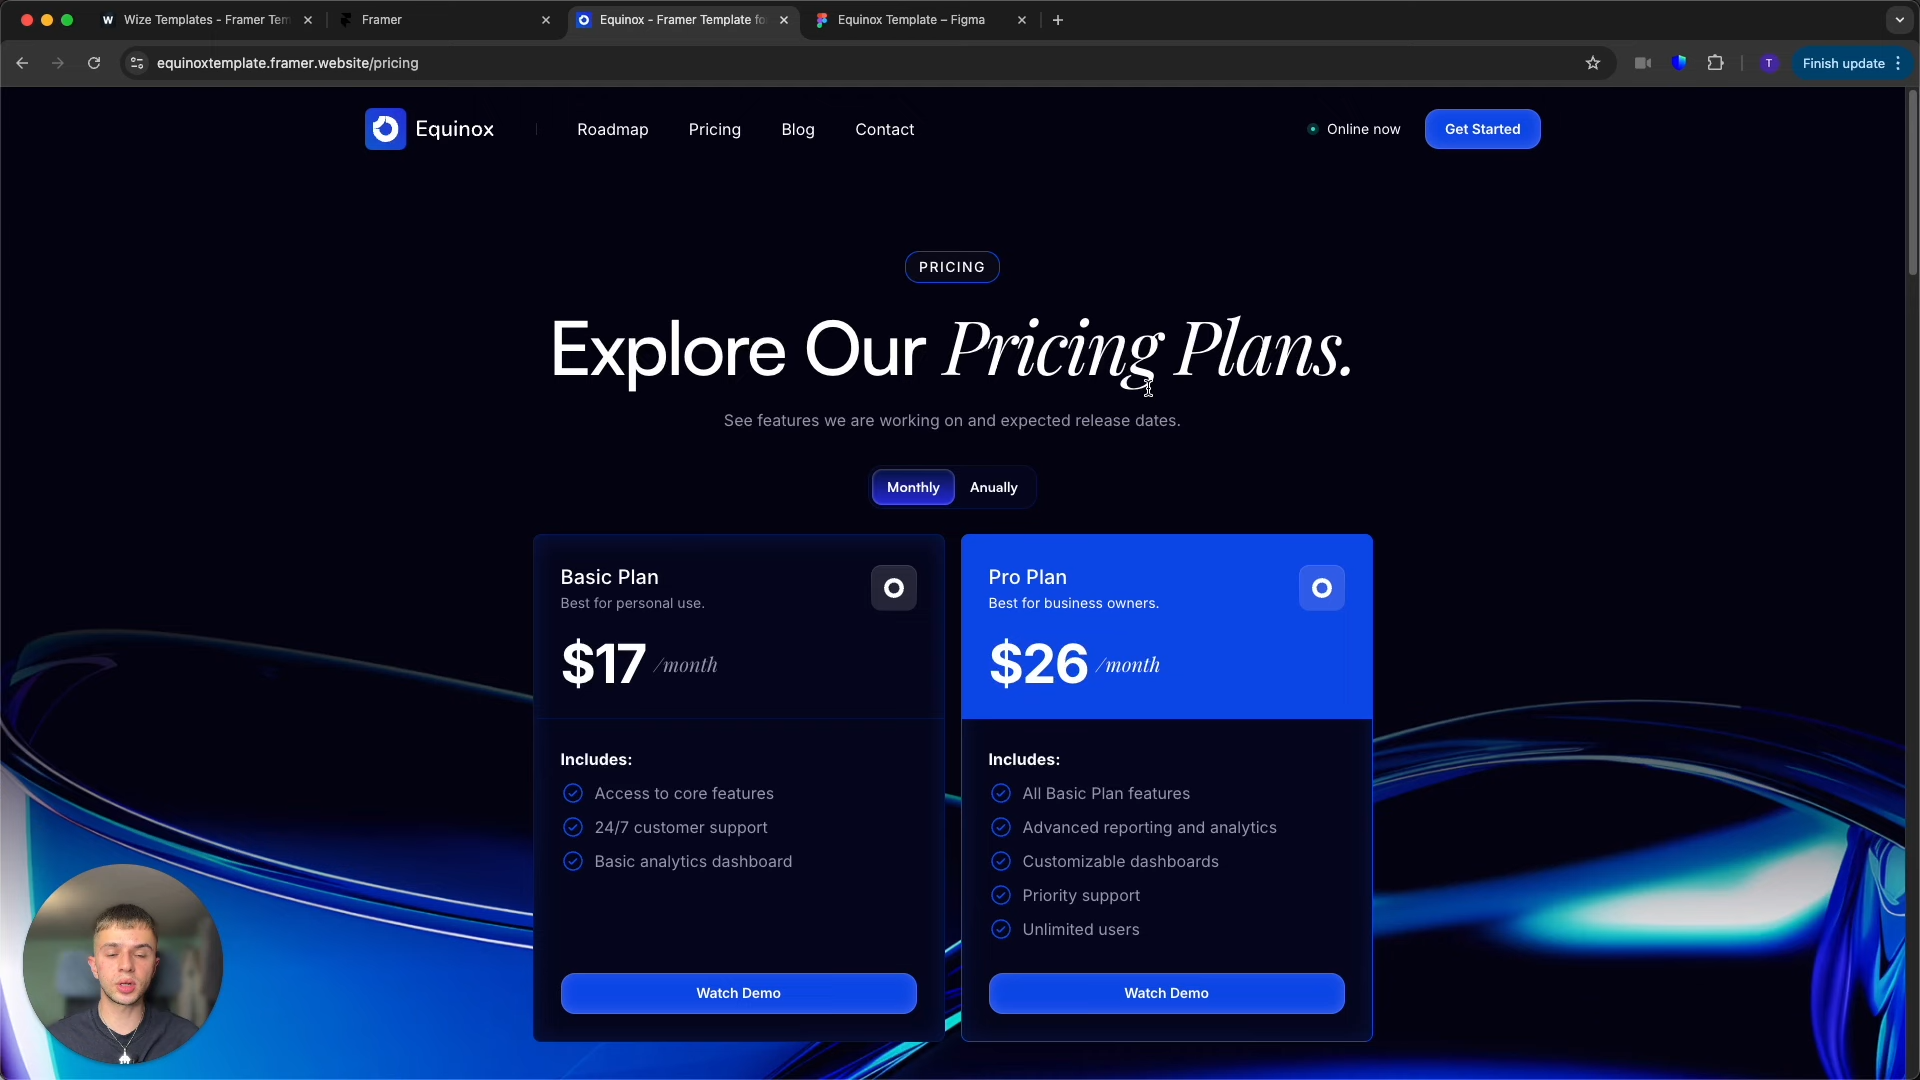 Wize Templates - Framer Tem
Framer
Equinox - Framer Template fo
Equinox Template – Figma
equinoxtemplate.framer.website/pricing
T
Finish update
Equinox
Roadmap
Pricing
Blog
Contact
Online now
Get Started
PRICING
Explore Our Pricing Plans.
See features we are working on and expected release dates.
Monthly
Anually
Basic Plan
Best for personal use.
$17 /month
Includes:
Access to core features
24/7 customer support
Basic analytics dashboard
Watch Demo
Pro Plan
Best for business owners.
$26 /month
Includes:
All Basic Plan features
Advanced reporting and analytics
Customizable dashboards
Priority support
Unlimited users
Watch Demo